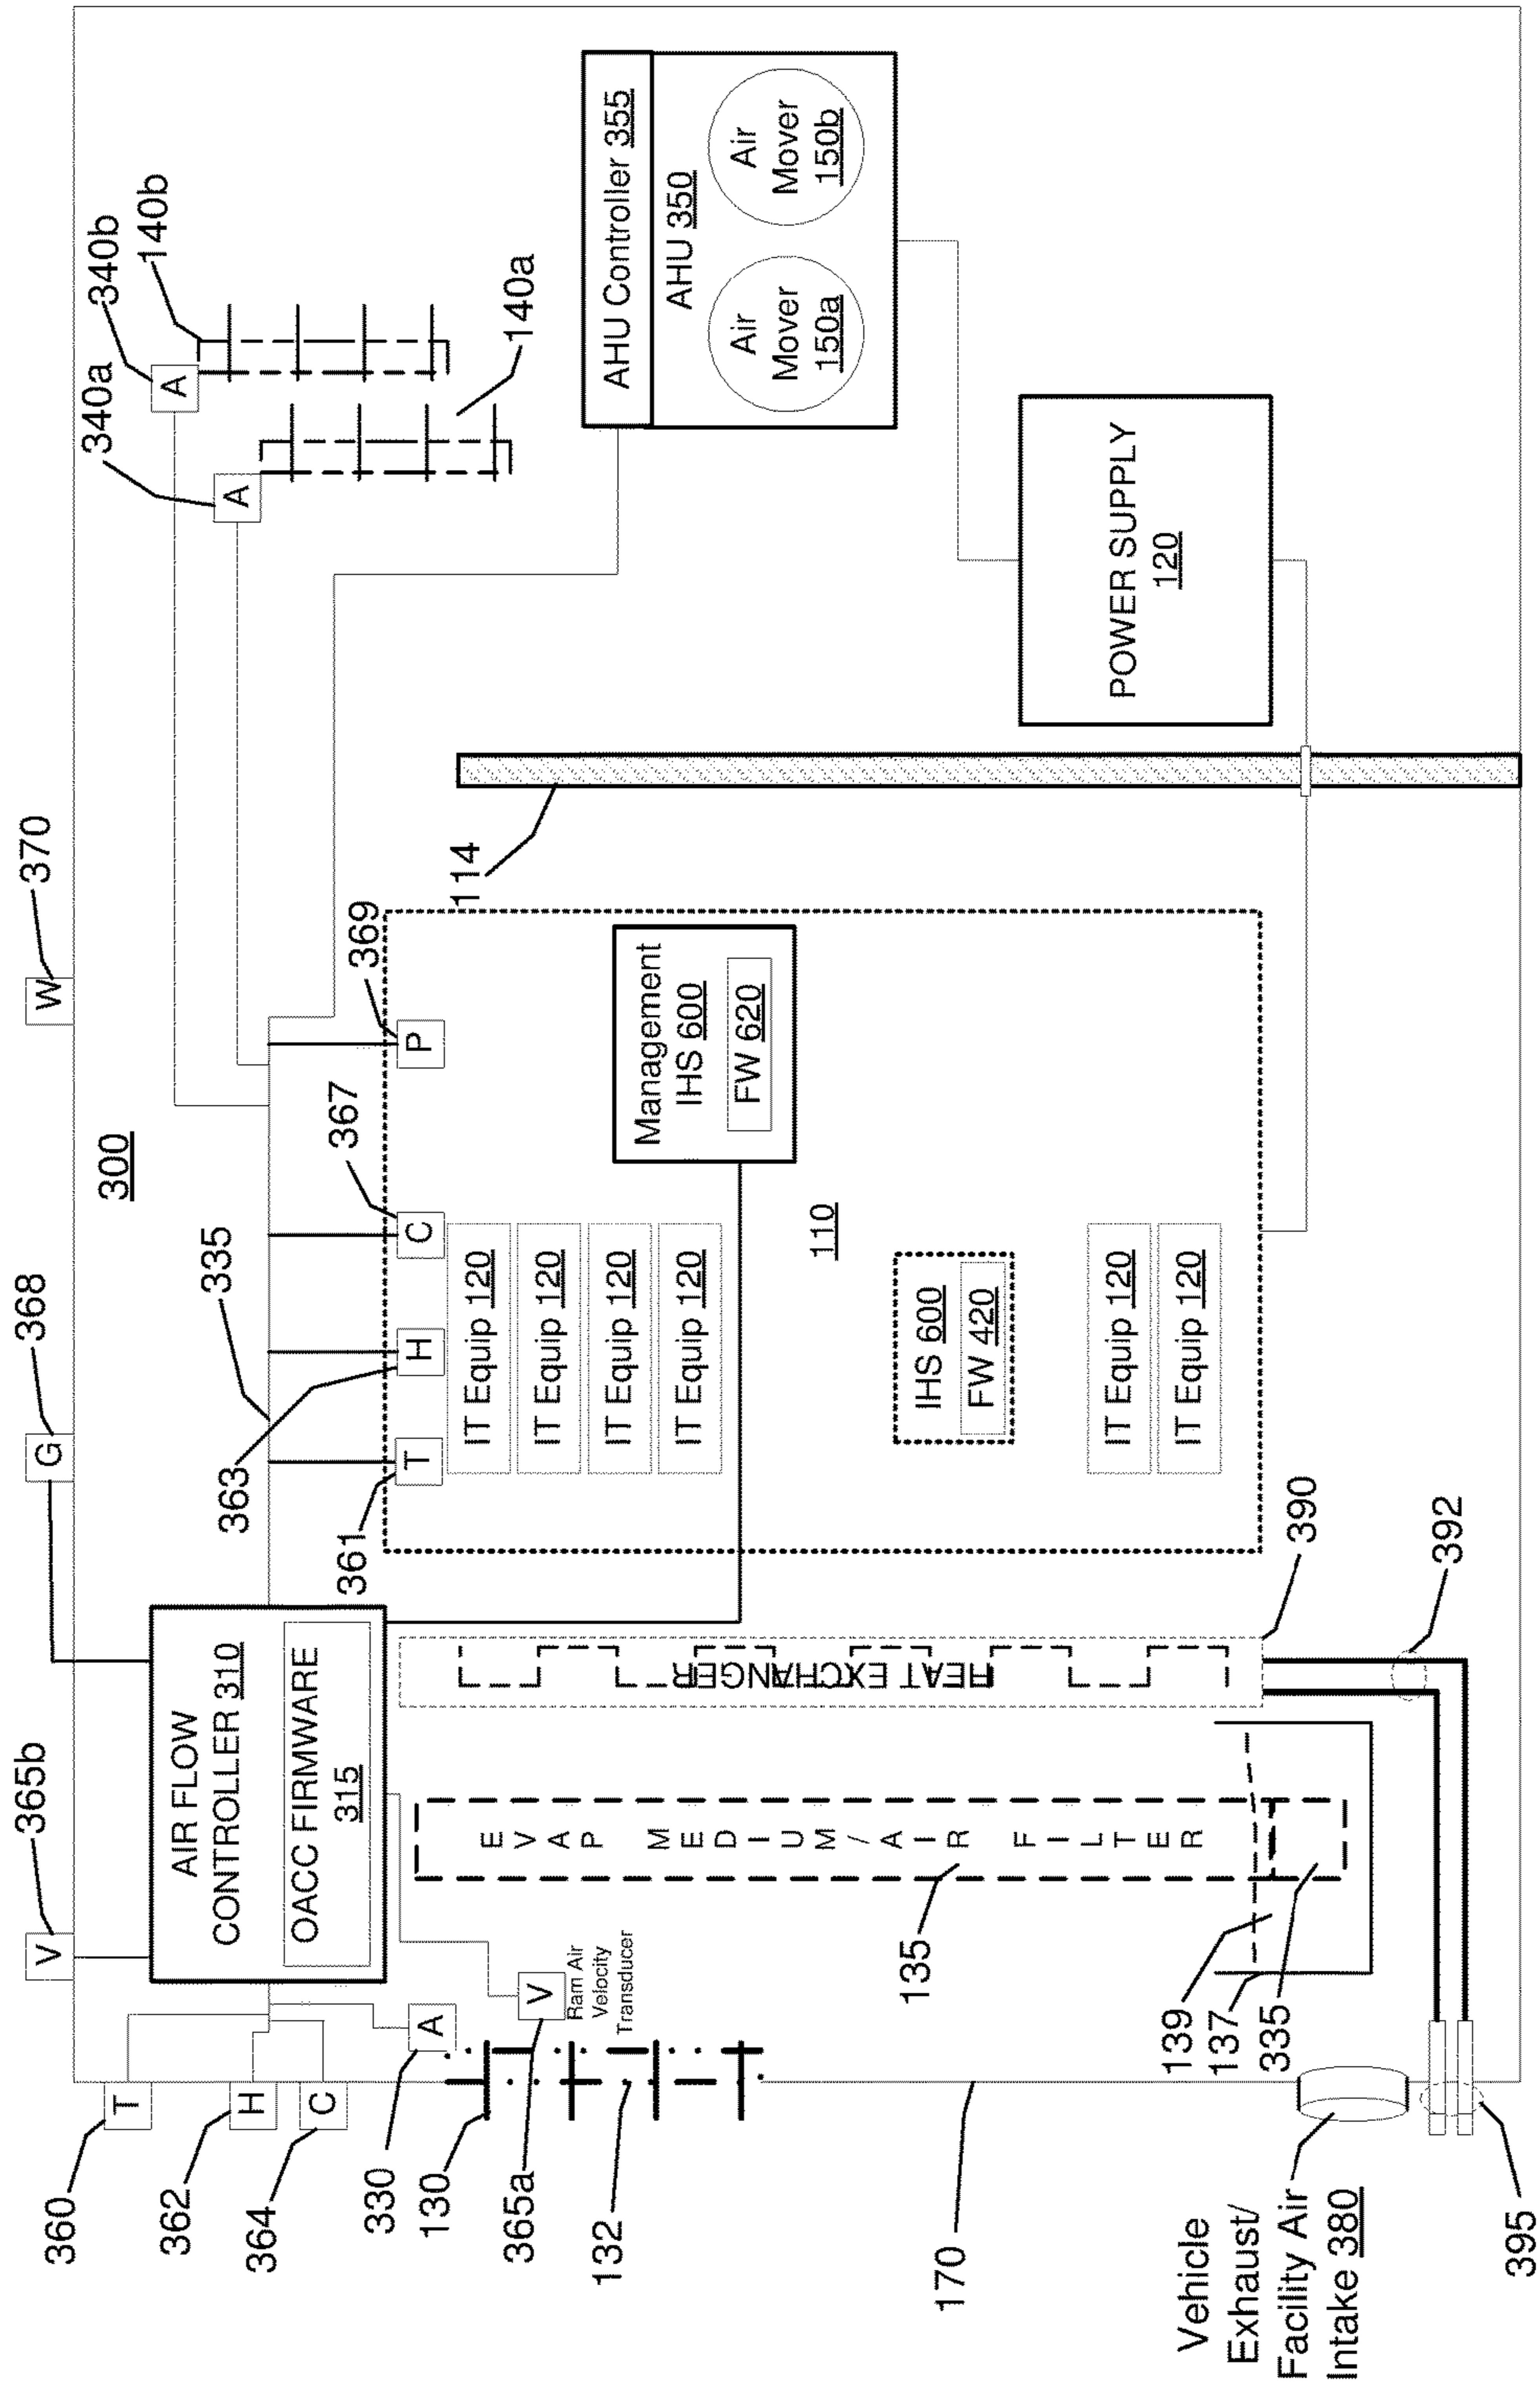 300
370
W
368
G
365b
V
360
T
362
H
364
C
330
A
130
365a
V
Ram Air
Velocity
Transducer
132
170
AIR FLOW
CONTROLLER 310
OACC FIRMWARE
315
335
361
T
363
H
367
C
369
P
IT Equip 120
IT Equip 120
IT Equip 120
IT Equip 120
Management
IHS 600
FW 620
110
IHS 600
FW 420
IT Equip 120
IT Equip 120
HEAT EXCHANGER
390
392
EVAP MEDIUM/AIR FILTER
135
139
137
335
Vehicle
Exhaust/
Facility Air
Intake 380
395
114
340a
A
340b
A
140b
140a
AHU Controller 355
AHU 350
Air
Mover
150a
Air
Mover
150b
POWER SUPPLY
120